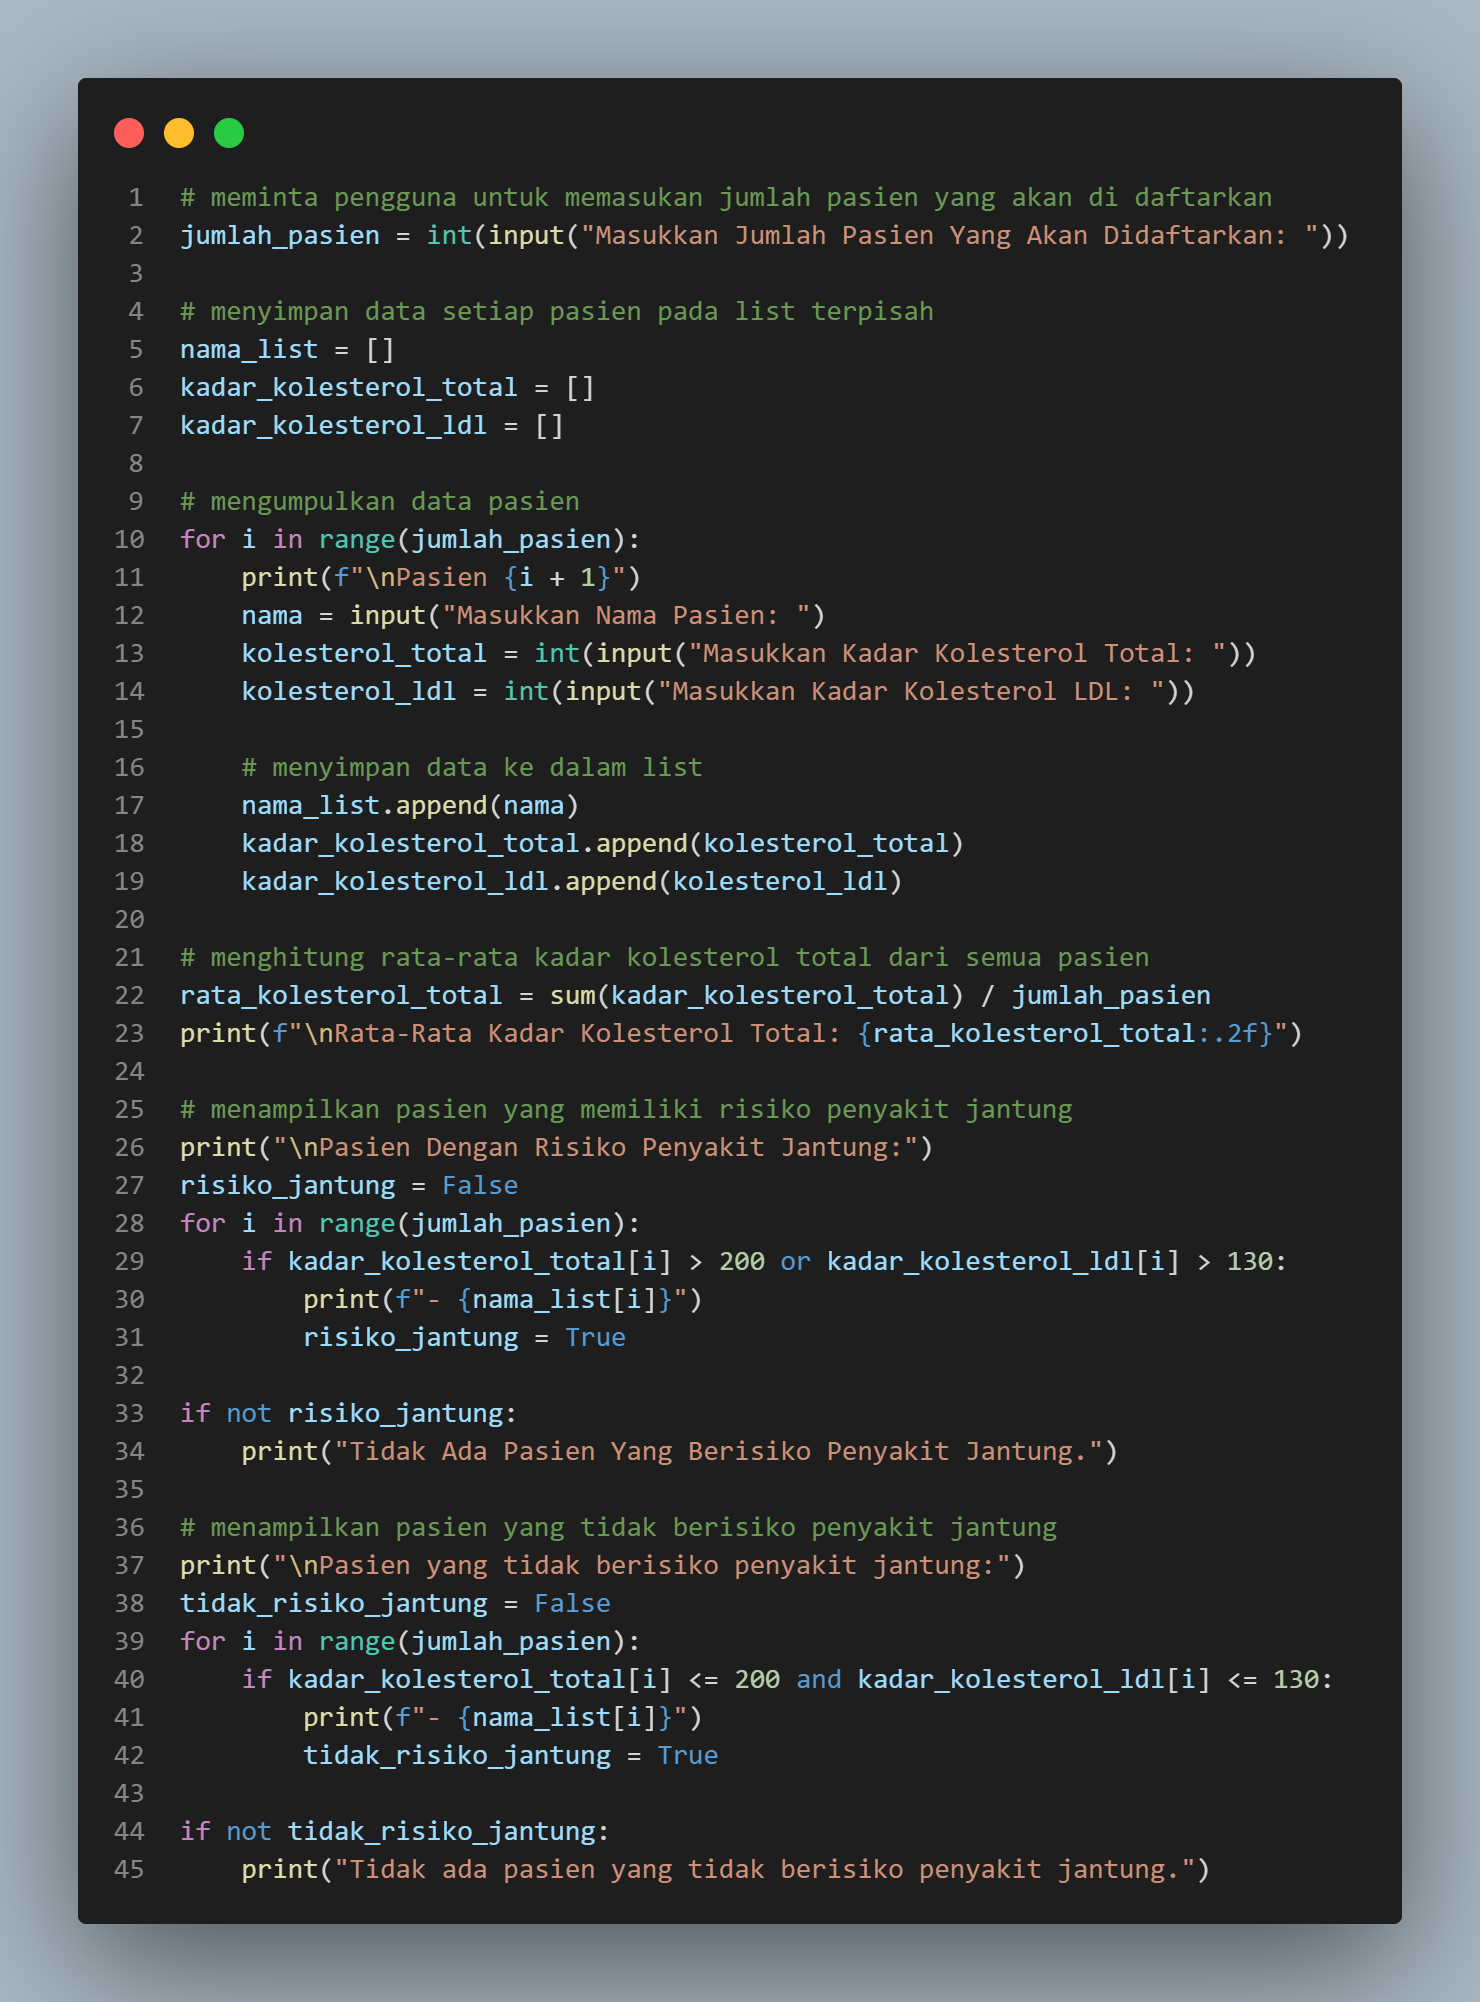 1 # meminta pengguna untuk memasukan jumlah pasien yang akan di daftarkan
2 jumlah_pasien = int(input("Masukkan Jumlah Pasien Yang Akan Didaftarkan: "))
3
4 # menyimpan data setiap pasien pada list terpisah
5 nama_list = []
6 kadar_kolesterol_total = []
7 kadar_kolesterol_ldl = []
8
9 # mengumpulkan data pasien
10 for i in range(jumlah_pasien):
11     print(f"\nPasien {i + 1}")
12     nama = input("Masukkan Nama Pasien: ")
13     kolesterol_total = int(input("Masukkan Kadar Kolesterol Total: "))
14     kolesterol_ldl = int(input("Masukkan Kadar Kolesterol LDL: "))
15
16     # menyimpan data ke dalam list
17     nama_list.append(nama)
18     kadar_kolesterol_total.append(kolesterol_total)
19     kadar_kolesterol_ldl.append(kolesterol_ldl)
20
21 # menghitung rata-rata kadar kolesterol total dari semua pasien
22 rata_kolesterol_total = sum(kadar_kolesterol_total) / jumlah_pasien
23 print(f"\nRata-Rata Kadar Kolesterol Total: {rata_kolesterol_total:.2f}")
24
25 # menampilkan pasien yang memiliki risiko penyakit jantung
26 print("\nPasien Dengan Risiko Penyakit Jantung:")
27 risiko_jantung = False
28 for i in range(jumlah_pasien):
29     if kadar_kolesterol_total[i] > 200 or kadar_kolesterol_ldl[i] > 130:
30         print(f"- {nama_list[i]}")
31         risiko_jantung = True
32
33 if not risiko_jantung:
34     print("Tidak Ada Pasien Yang Berisiko Penyakit Jantung.")
35
36 # menampilkan pasien yang tidak berisiko penyakit jantung
37 print("\nPasien yang tidak berisiko penyakit jantung:")
38 tidak_risiko_jantung = False
39 for i in range(jumlah_pasien):
40     if kadar_kolesterol_total[i] <= 200 and kadar_kolesterol_ldl[i] <= 130:
41         print(f"- {nama_list[i]}")
42         tidak_risiko_jantung = True
43
44 if not tidak_risiko_jantung:
45     print("Tidak ada pasien yang tidak berisiko penyakit jantung.")